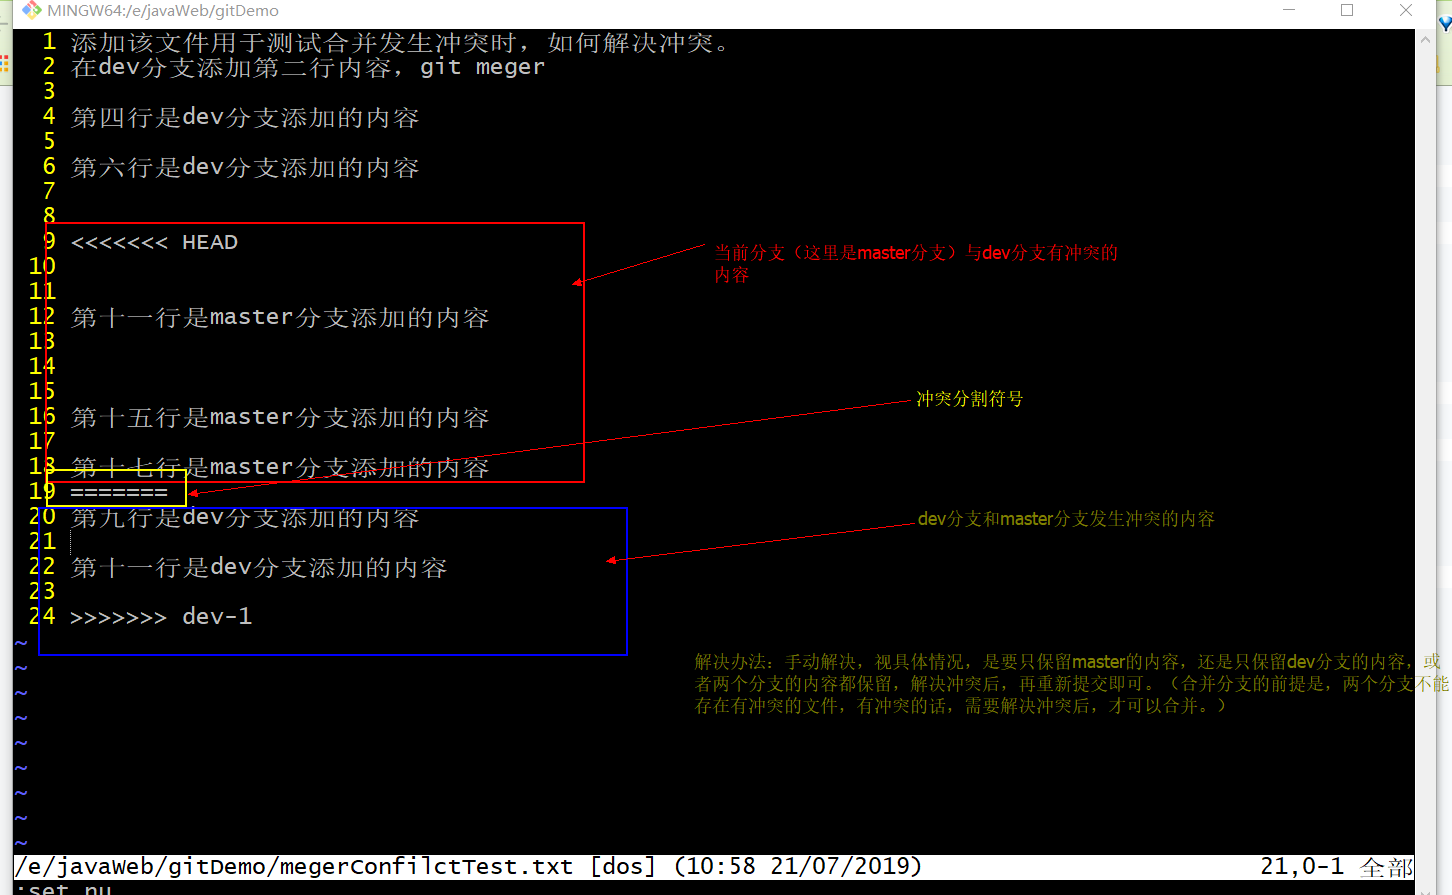 MINGW64:/e/javaWeb/gitDemo
1 添加该文件用于测试合并发生冲突时，如何解决冲突。
2 在dev分支添加第二行内容，git meger
3
4 第四行是dev分支添加的内容
5
6 第六行是dev分支添加的内容
7
8
9 <<<<<<< HEAD
当前分支（这里是master分支）与dev分支有冲突的
内容
10
11
12 第十一行是master分支添加的内容
13
14
15
冲突分割符号
16 第十五行是master分支添加的内容
17
18 第十七行是master分支添加的内容
19 =======
20 第九行是dev分支添加的内容
dev分支和master分支发生冲突的内容
21
22 第十一行是dev分支添加的内容
23
24 >>>>>>> dev-1
~
解决办法：手动解决，视具体情况，是要只保留master的内容，还是只保留dev分支的内容，或
~
者两个分支的内容都保留，解决冲突后，再重新提交即可。（合并分支的前提是，两个分支不能
~
存在有冲突的文件，有冲突的话，需要解决冲突后，才可以合并。）
~
~
~
~
~
~
/e/javaWeb/gitDemo/megerConfilctTest.txt [dos] (10:58 21/07/2019) 21,0-1 全部
:set nu